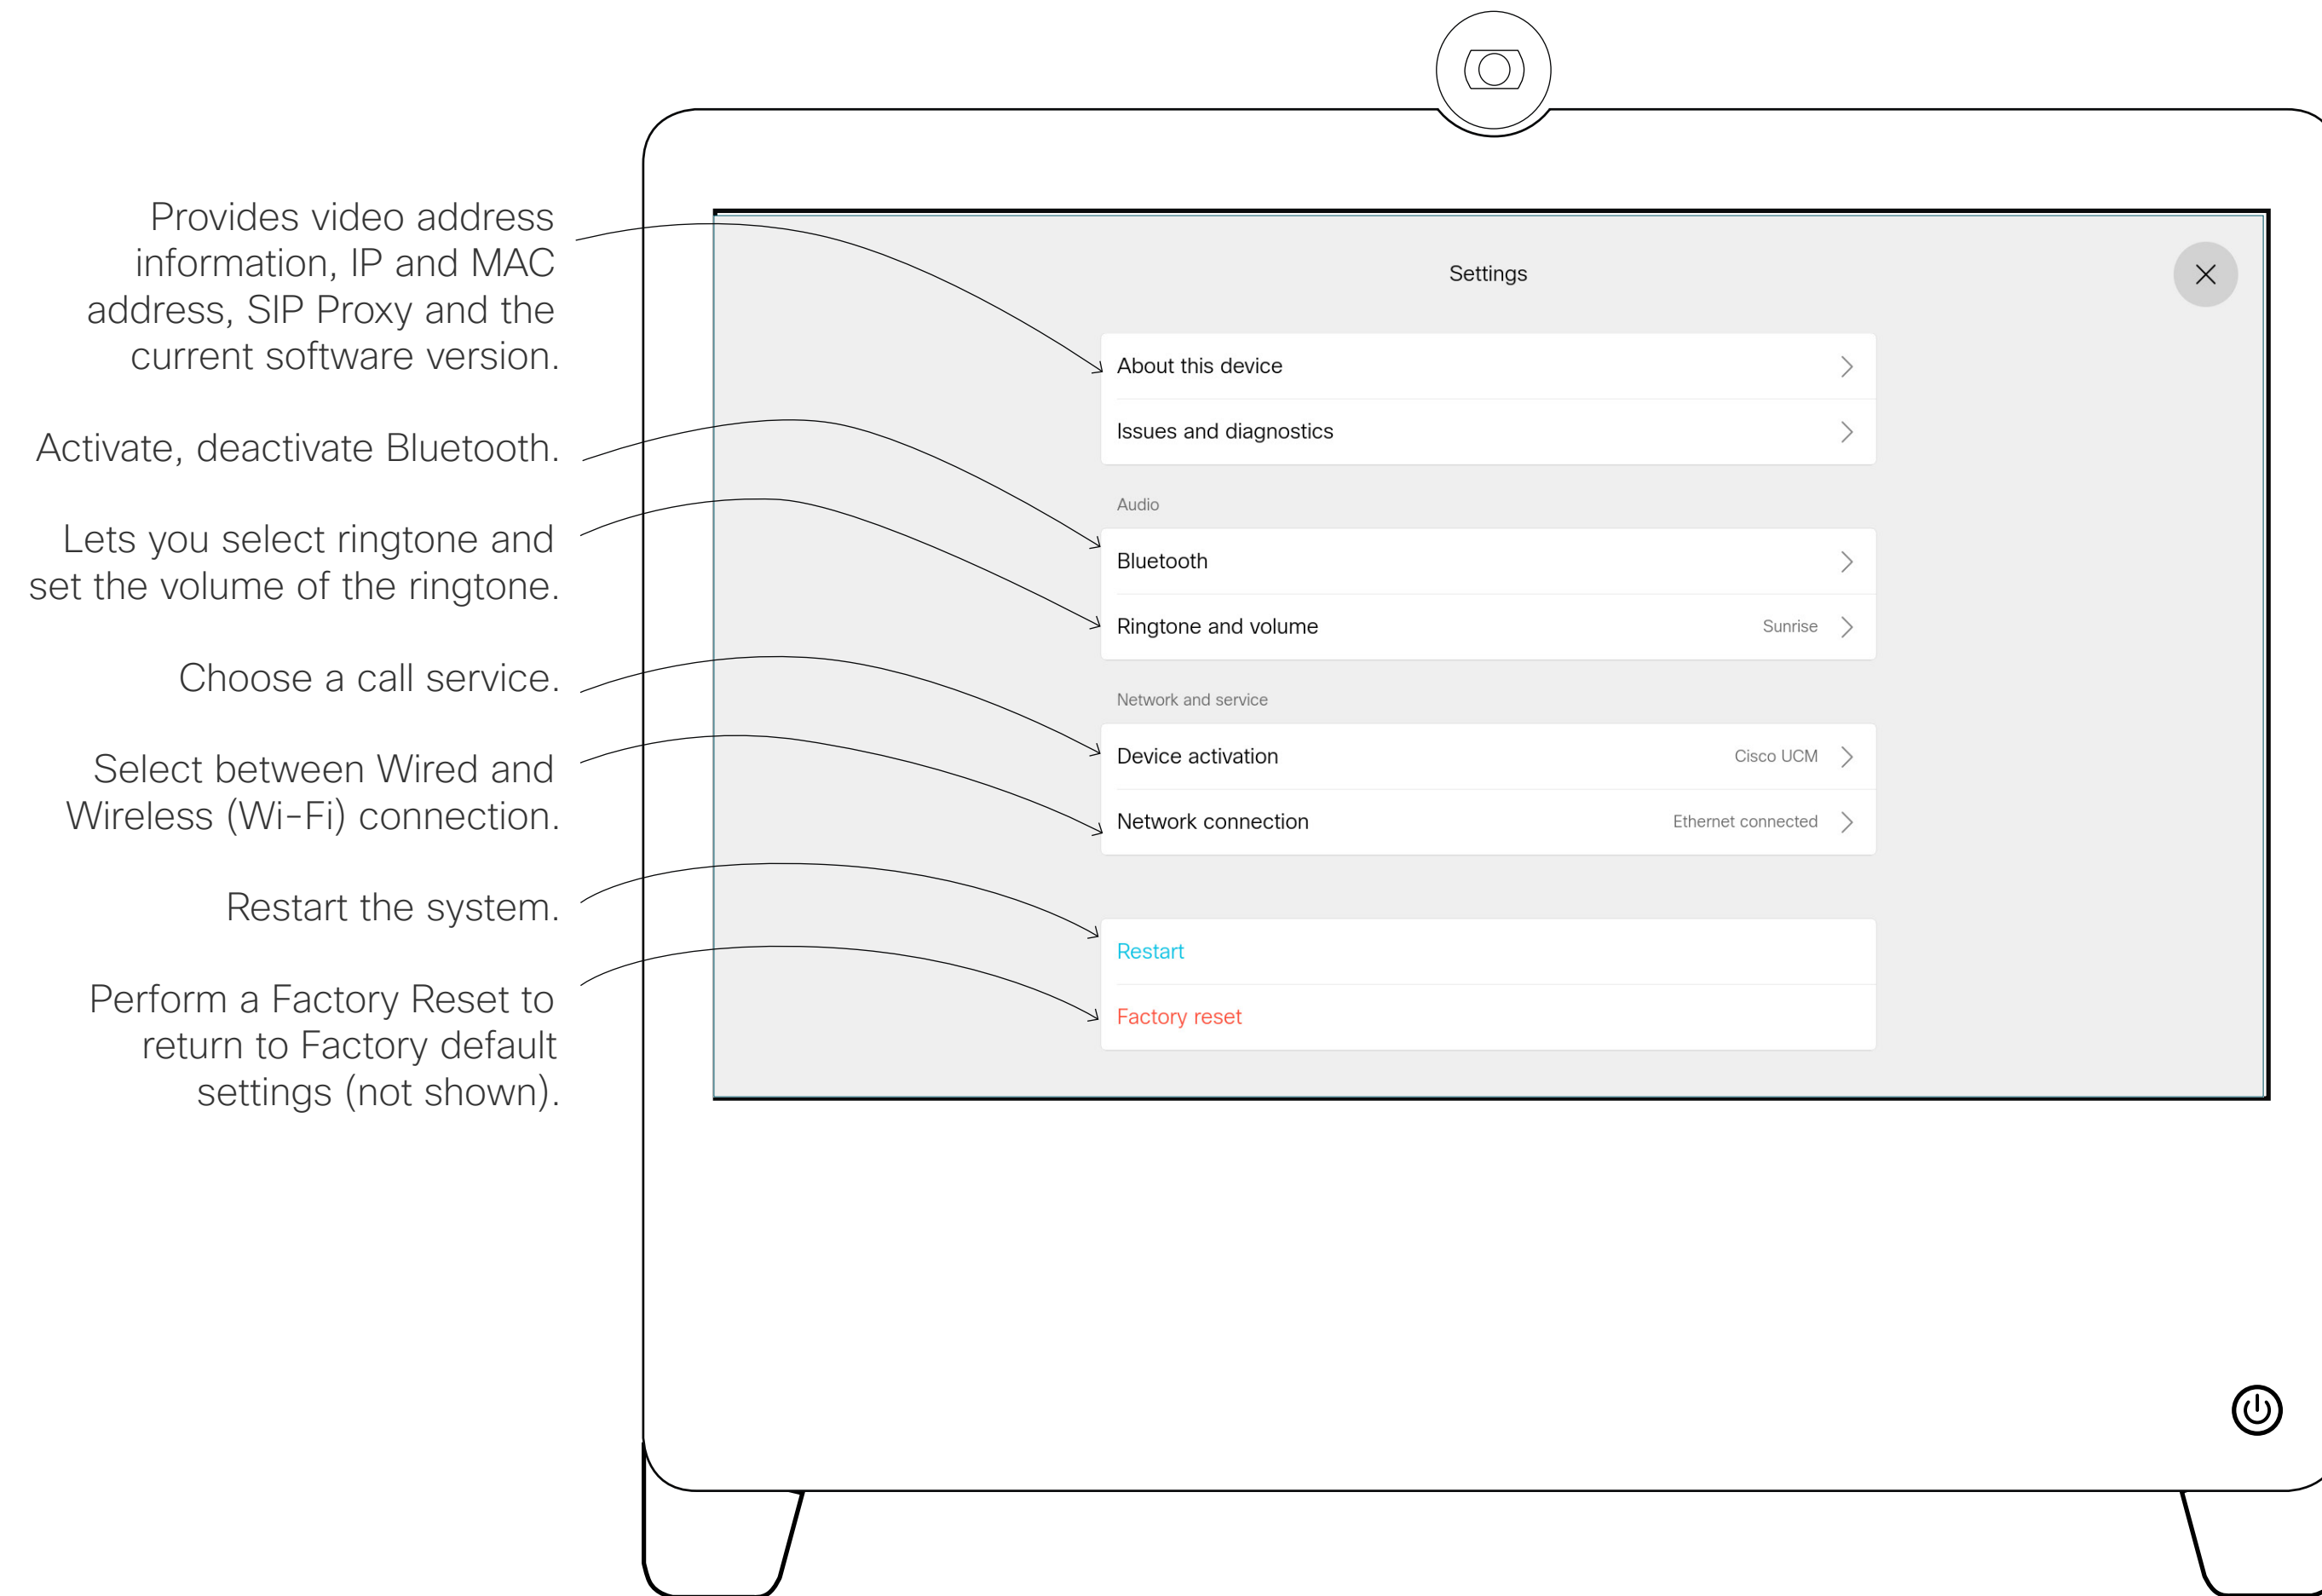 Provides video address
information, IP and MAC
address, SIP Proxy and the
current software version.
Activate, deactivate Bluetooth.
Lets you select ringtone and
set the volume of the ringtone.
Choose a call service.
Select between Wired and
Wireless (Wi-Fi) connection.
Restart the system.
Perform a Factory Reset to
return to Factory default
settings (not shown).
Settings
About this device
Issues and diagnostics
Audio
Bluetooth
Ringtone and volume Sunrise
Network and service
Device activation Cisco UCM
Network connection Ethernet connected
Restart
Factory reset